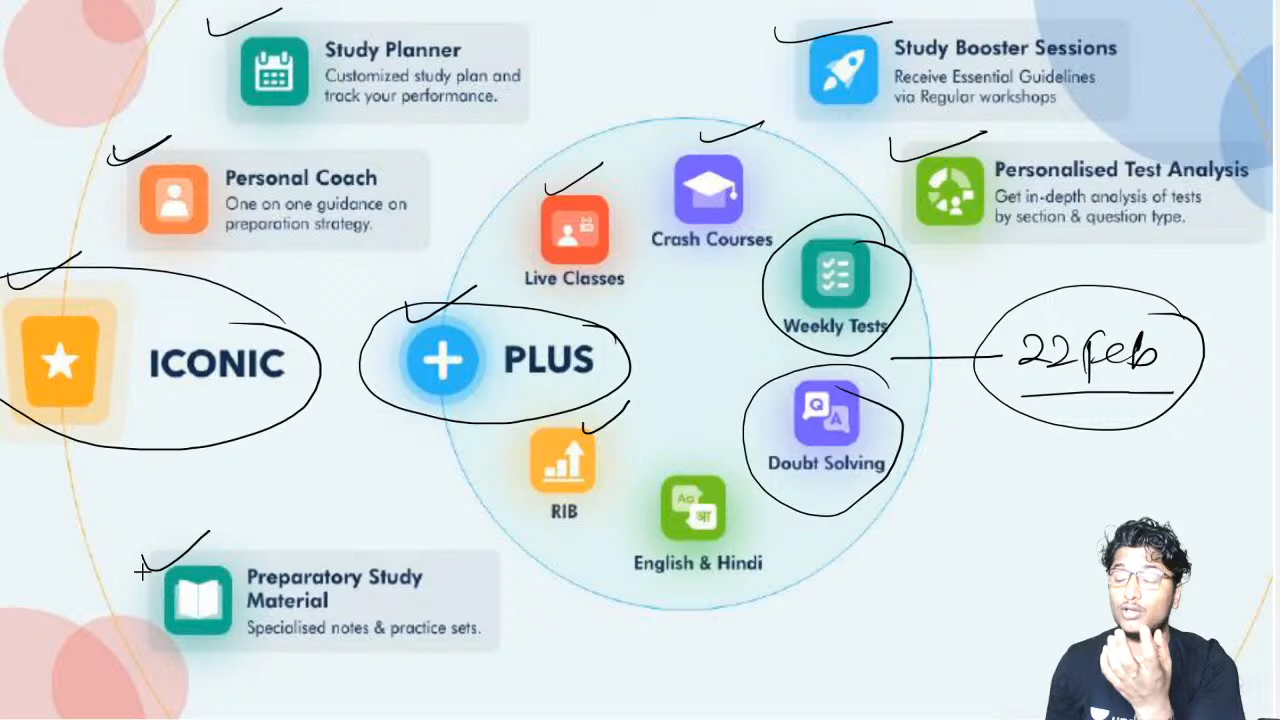 Study Planner
Customized study plan and
track your performance.
Study Booster Sessions
Receive Essential Guidelines
via Regular workshops
Personal Coach
One on one guidance on
preparation strategy.
Live Classes
Crash Courses
Personalised Test Analysis
Get in-depth analysis of tests
by section & question type.
Weekly Tests
ICONIC
PLUS
22 Feb
Q
A
Doubt Solving
RIB
Aa
अा
English & Hindi
Preparatory Study
Material
Specialised notes & practice sets.